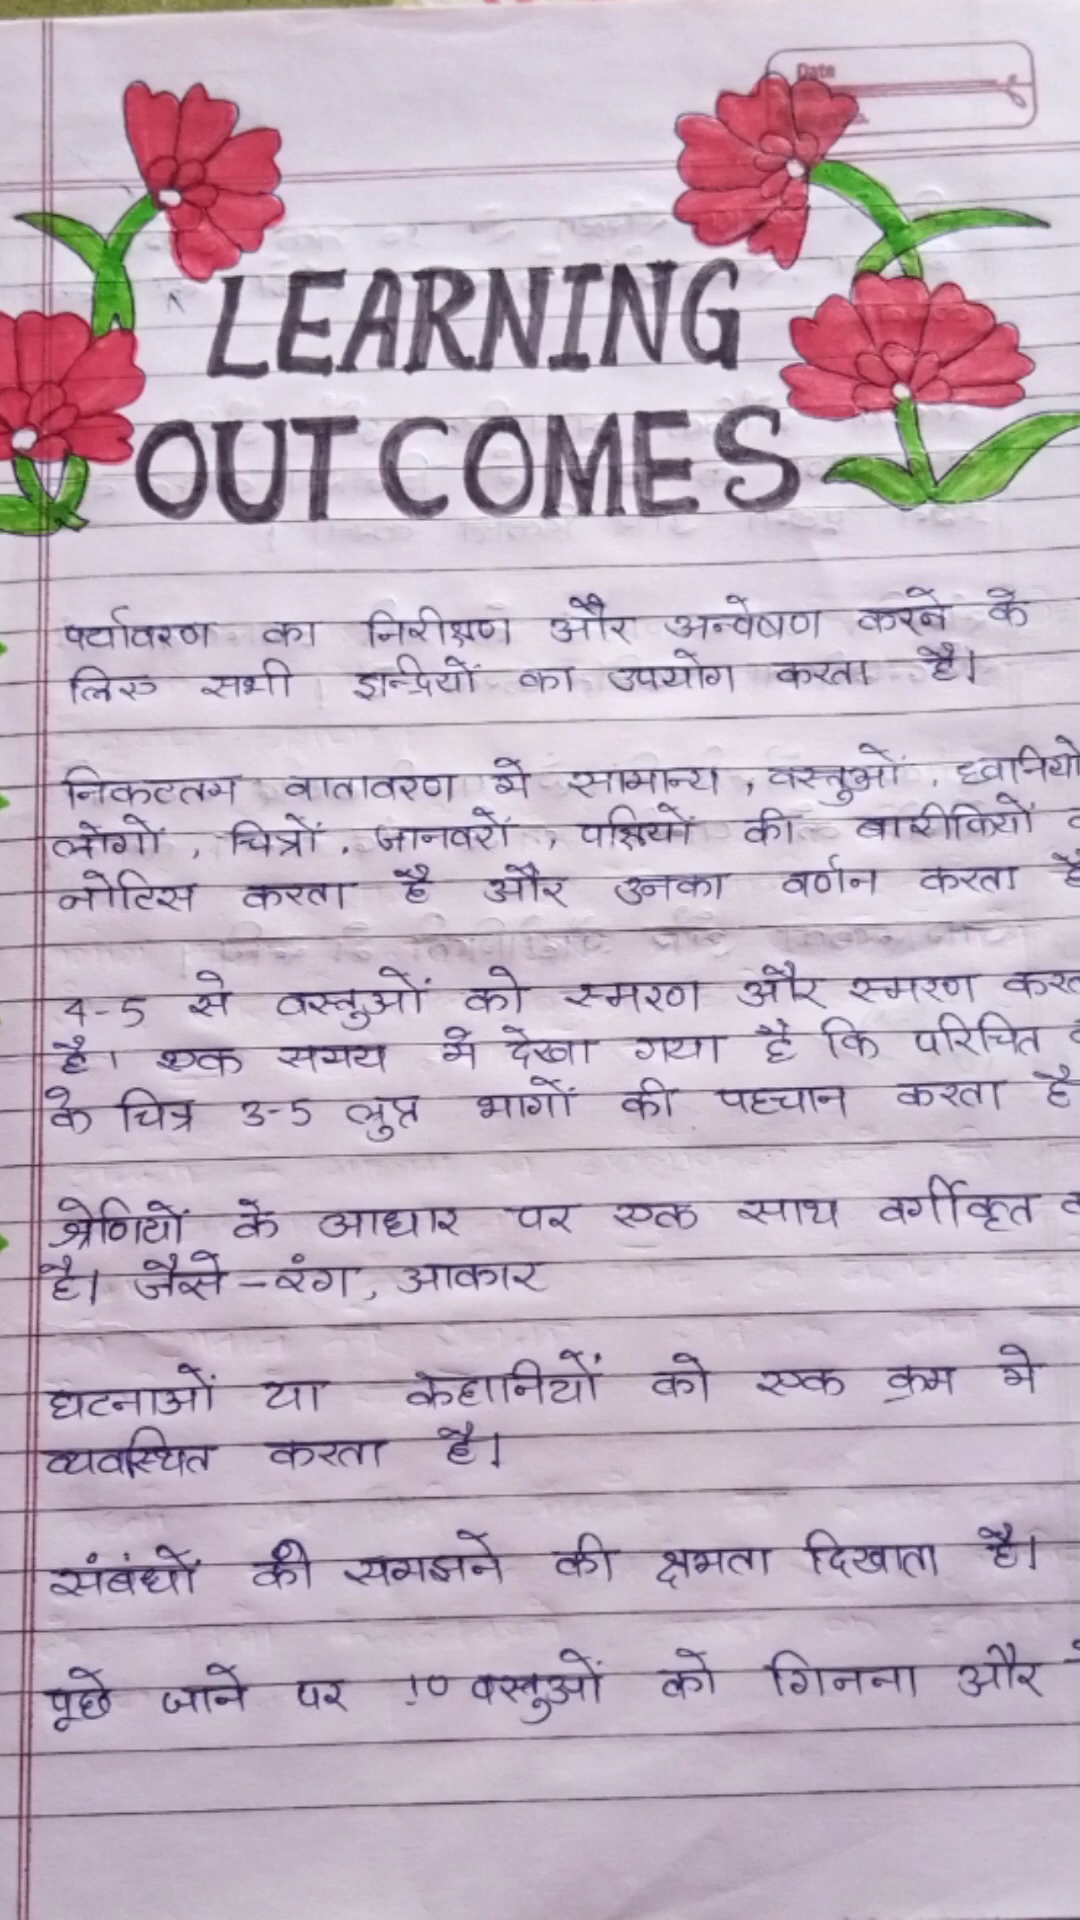 Date
LEARNING
OUTCOMES
पर्यावरण का निरीक्षण और अन्वेषण करने के
लिए सभी इन्द्रियों का उपयोग करता है।
निकटतम वातावरण मे सामान्य, वस्तुओं, ध्वनियो
लोगों, चित्रों, जानवरों, पक्षियों की बारीकियों
नोटिस करता है और उनका वर्णन करता है
4-5 से वस्तुओं को स्मरण और स्मरण करत
है। एक समय मे देखा गया है कि परिचित
के चित्र 3-5 लुप्त भागों की पहचान करता है
श्रेणियों के आधार पर एक साथ वर्गीकृत
है। जैसे - रंग, आकार
घटनाओं या कहानियों को एक क्रम मे
व्यवस्थित करता है।
संबंधों की समझने की क्षमता दिखाता है।
पूछे जाने पर 10 वस्तुओं को गिनना और